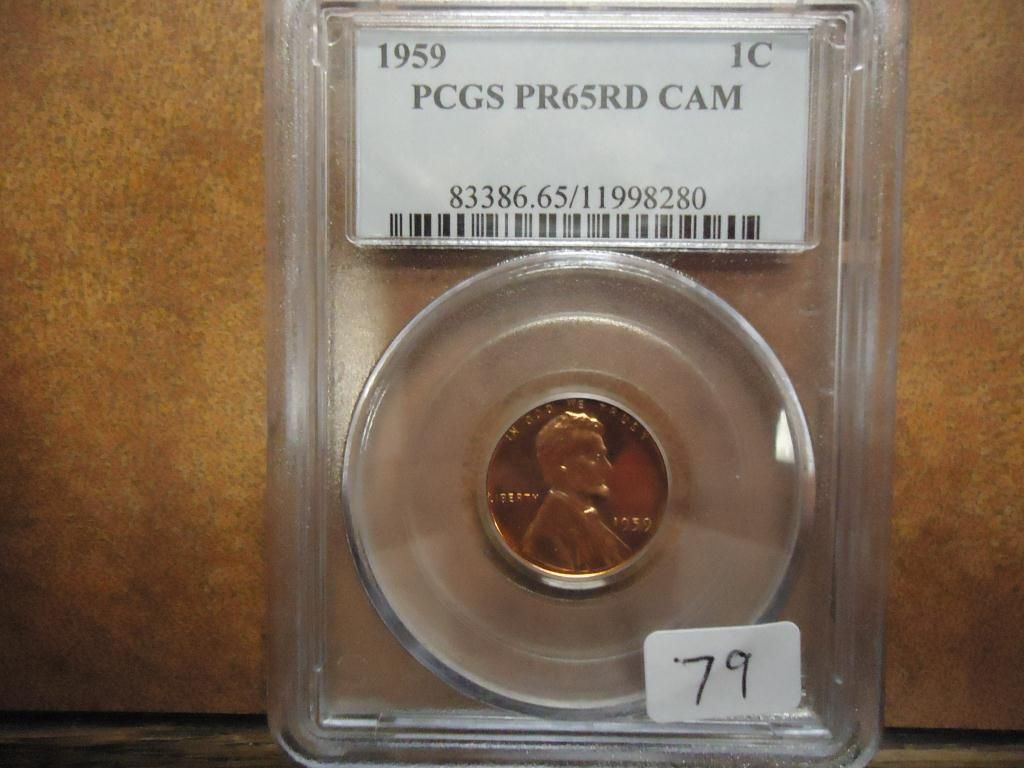 1959 1C
PCGS PR65RD CAM
83386.65/11998280
IN GOD WE TRUST
LIBERTY
1959
79